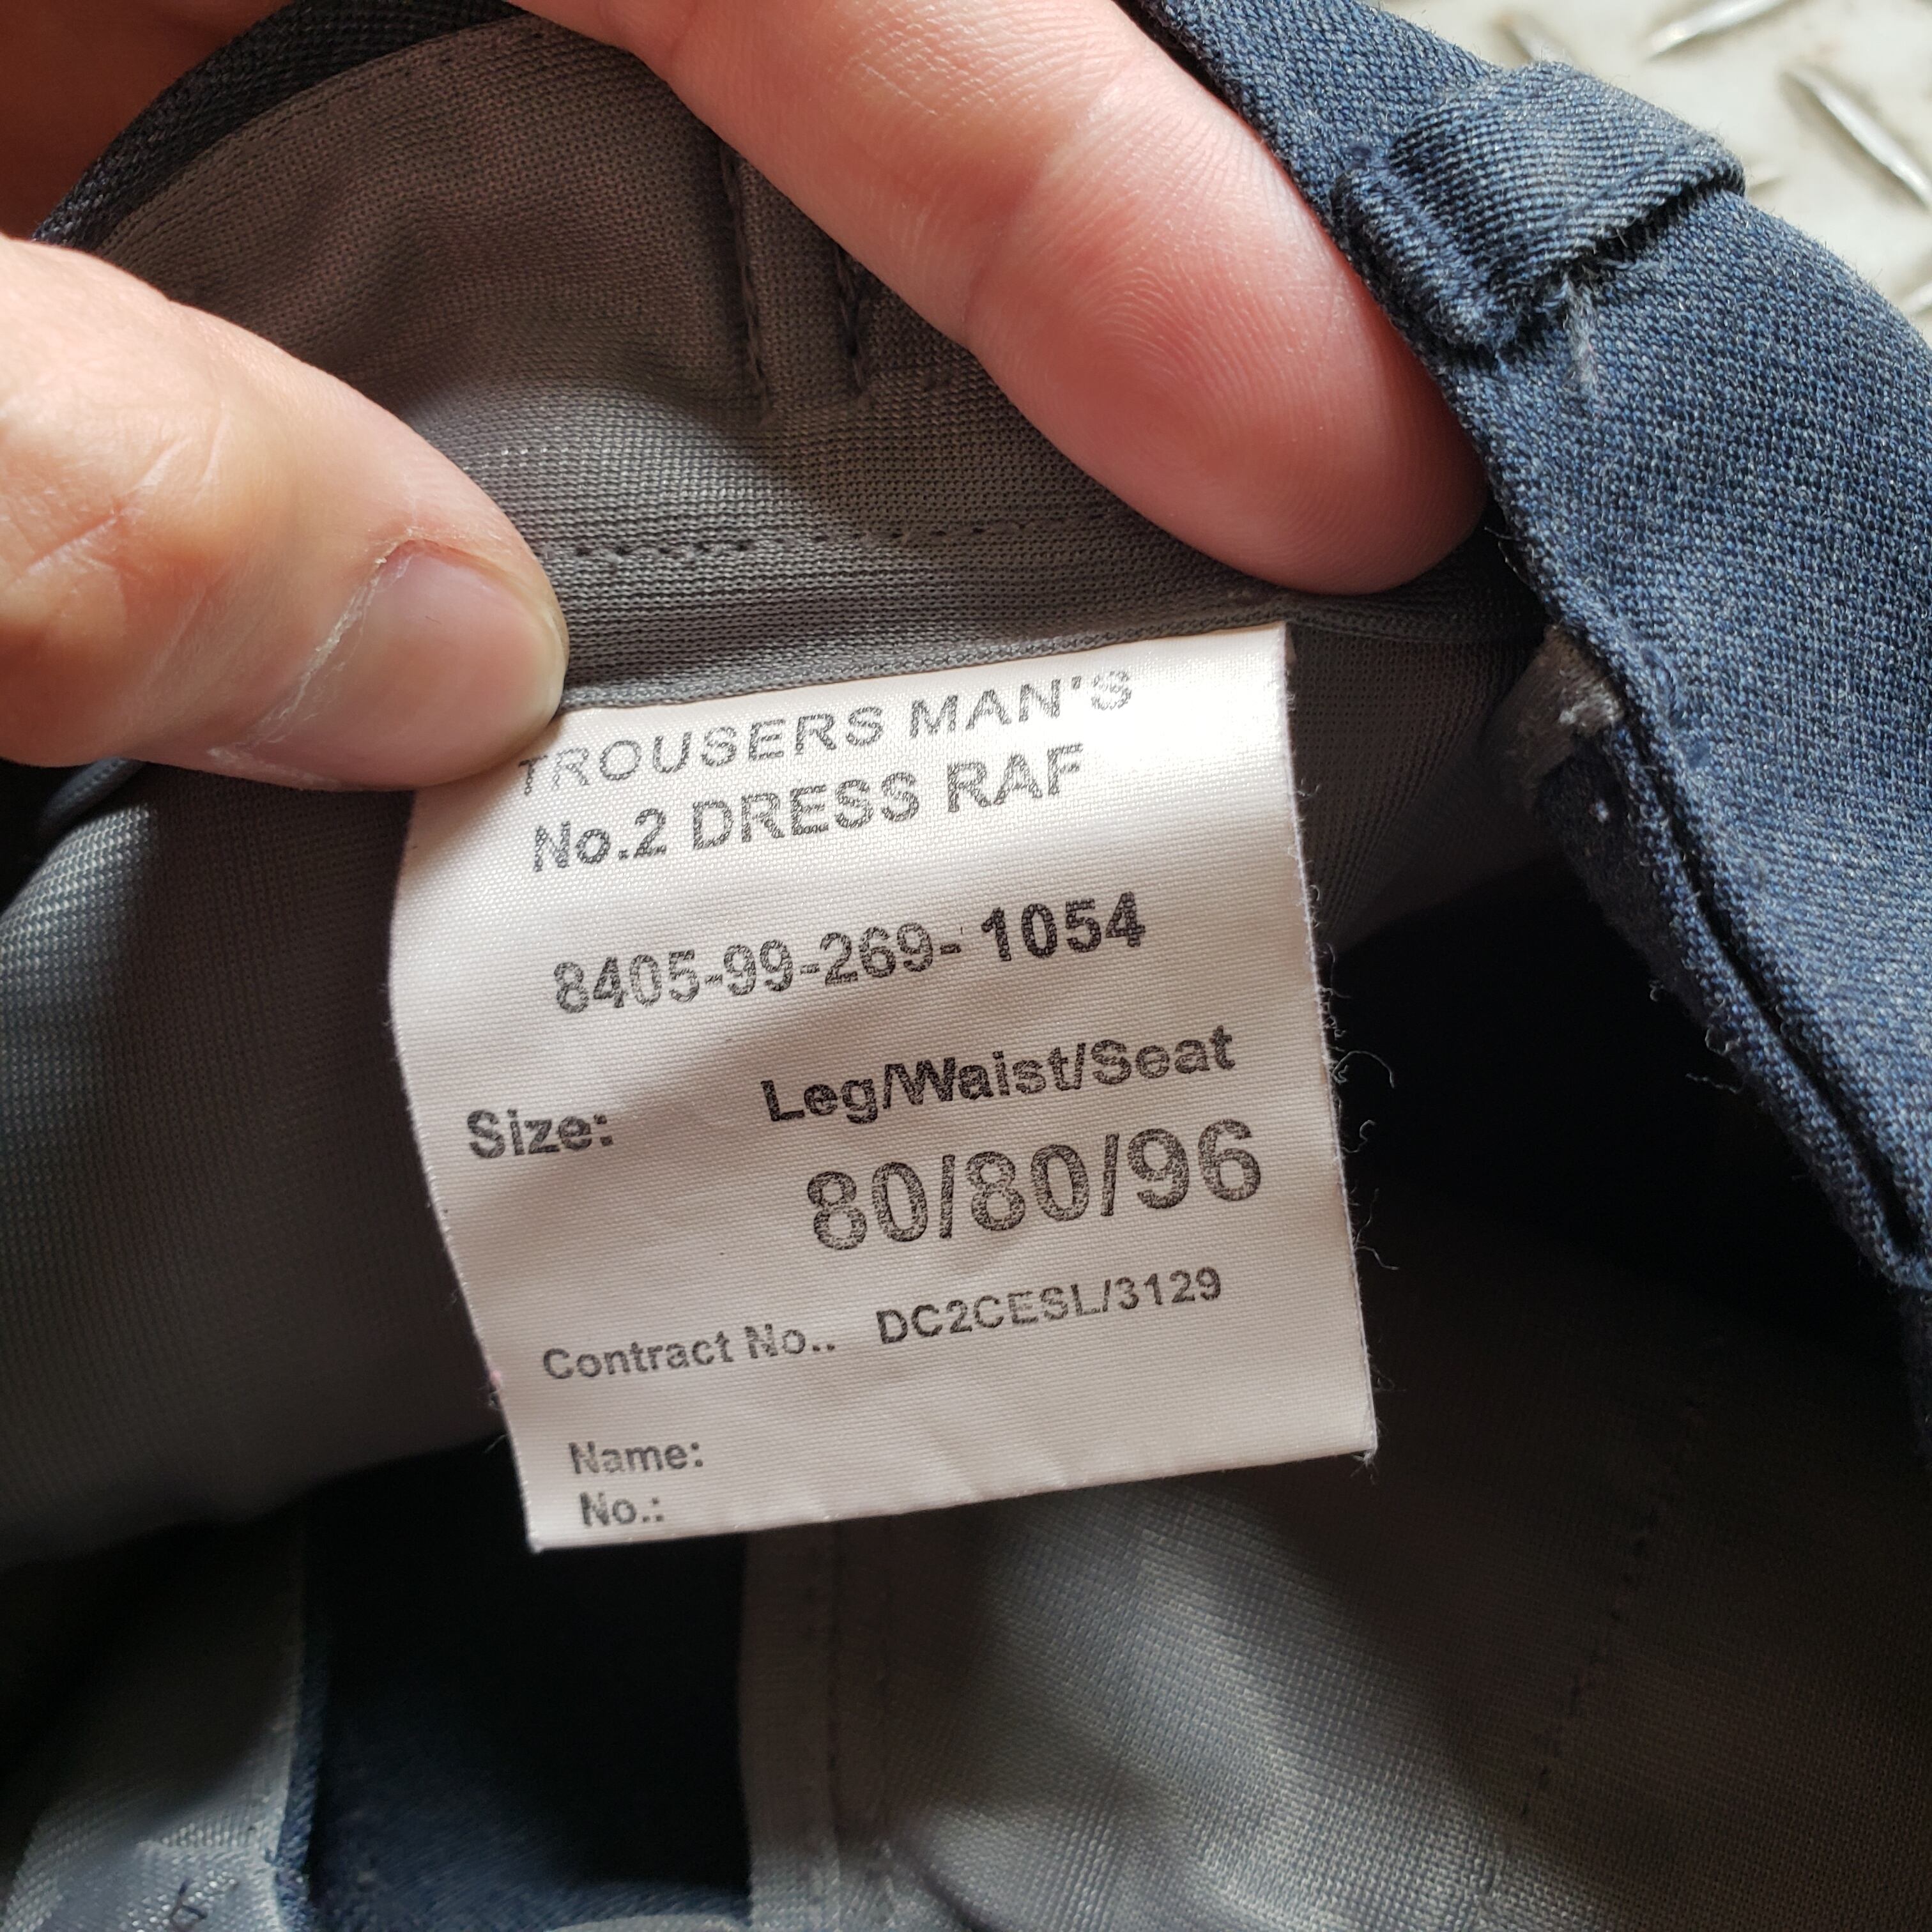 TROUSERS MAN'S
No.2 DRESS RAF
8405-99-269- 1054
Leg/Waist/Seat
Size:
80/80/96
Contract No.. DC2CESL/3129
Name:
No.: